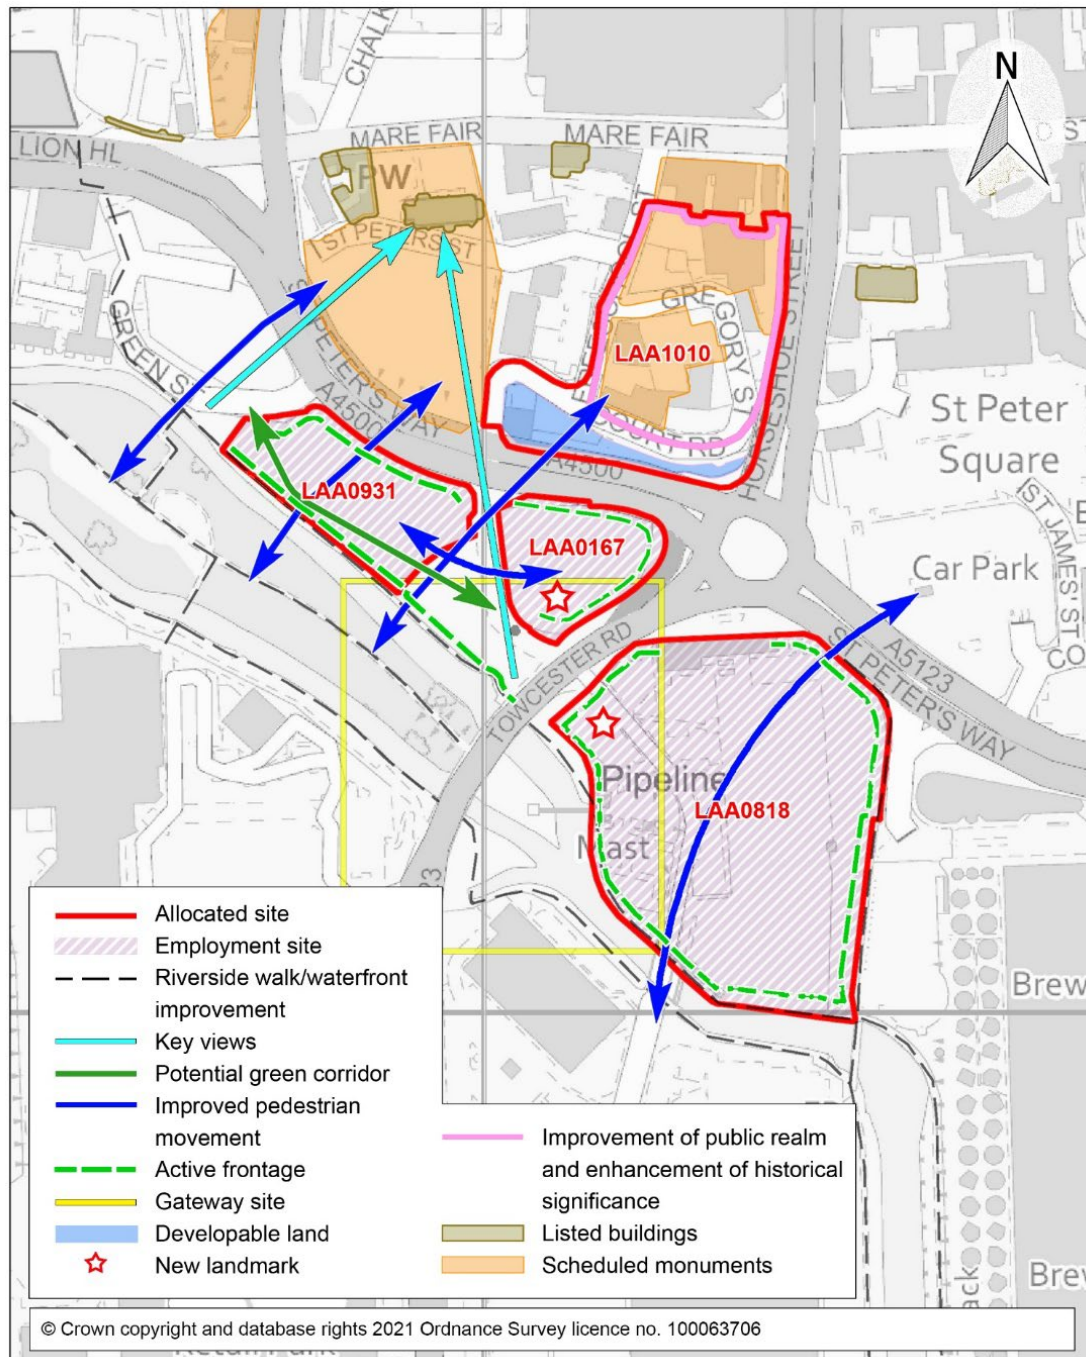 CHALK
N
MARE FAIR
MARE FAIR
LION HL
PW
ST PETERS ST
GREGORY ST
HORSESHOE STREET
LAA1010
GREEN ST
ST PETERS WAY
A4500
COURT RD
A4500
St Peter
Square
ST JAMES' ST
LAA0931
LAA0167
Car Park
TOWCESTER RD
A5123
ST PETERS WAY
Pipeline
LAA0818
Mast
Brew
Allocated site
Employment site
Riverside walk/waterfront
improvement
Key views
Potential green corridor
Improved pedestrian
movement
Active frontage
Gateway site
Developable land
New landmark
Improvement of public realm
and enhancement of historical
significance
Listed buildings
Scheduled monuments
Brew
© Crown copyright and database rights 2021 Ordnance Survey licence no. 100063706